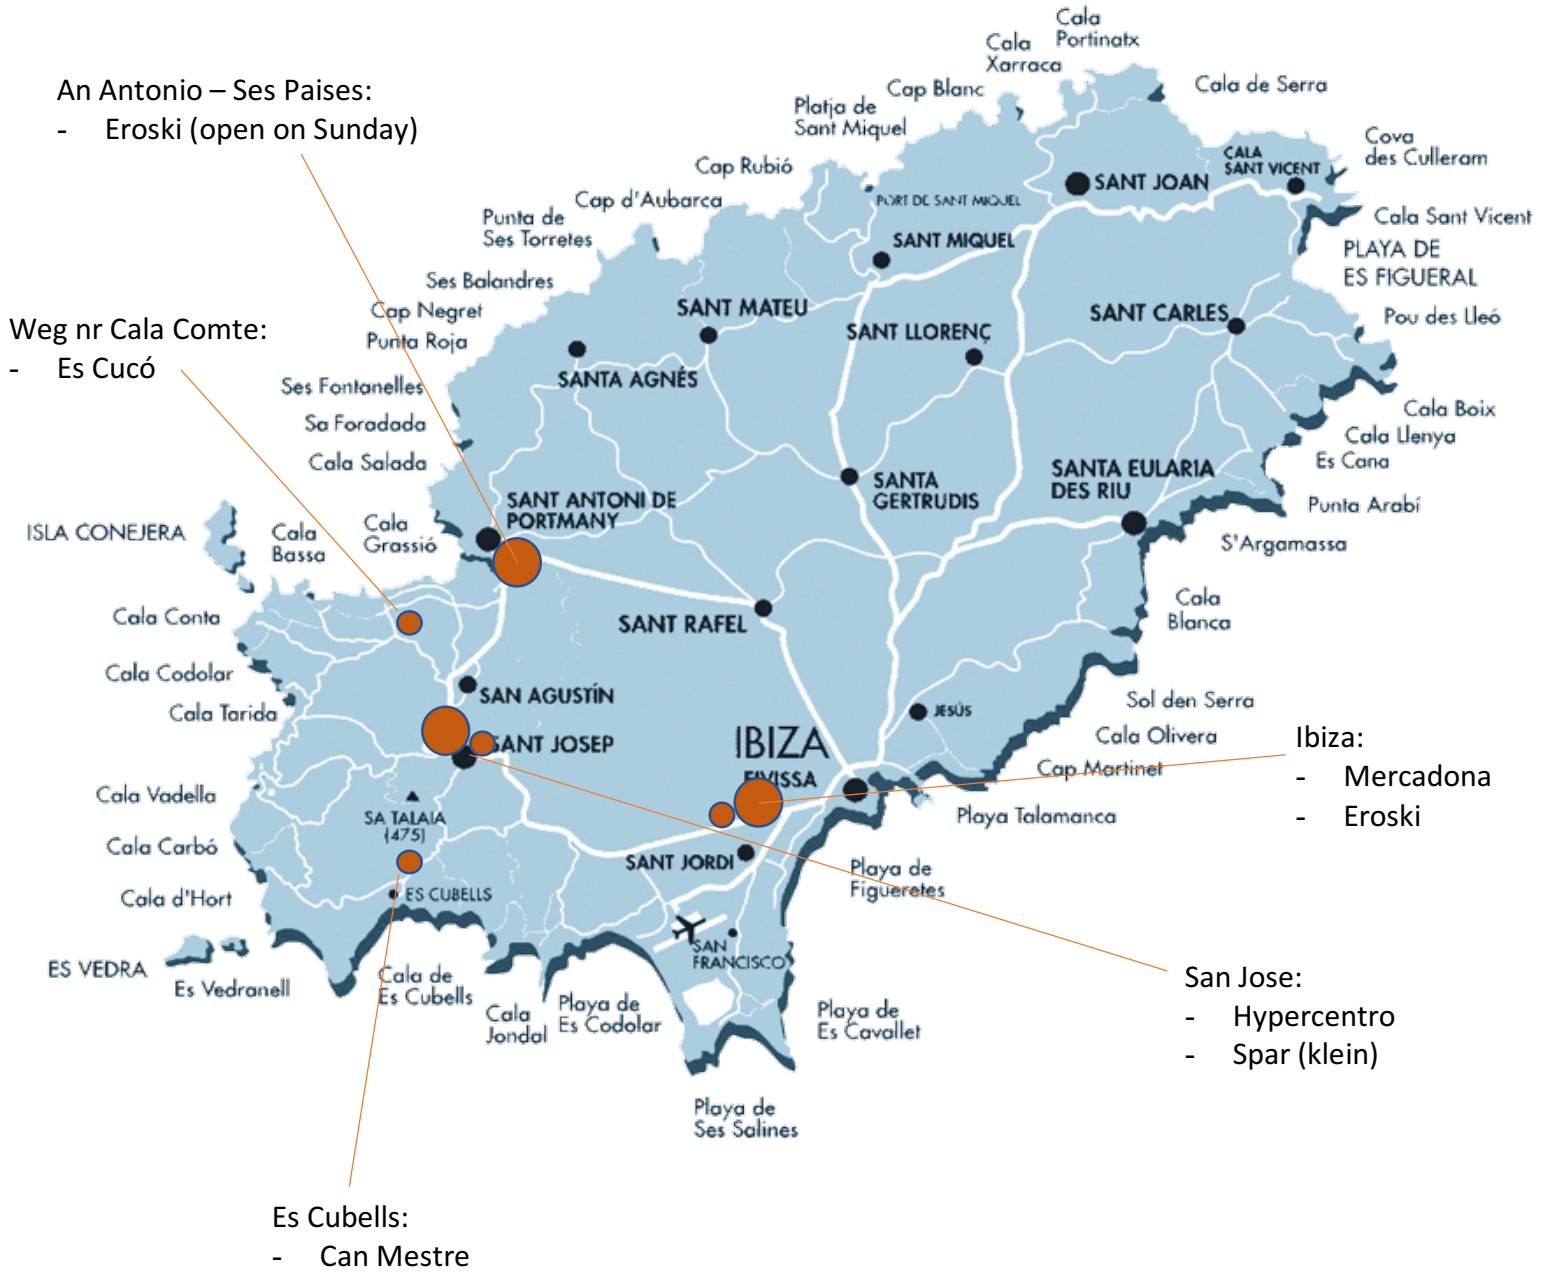 Cala
Portinatx
Cala
Xarraca
An Antonio – Ses Paises:
- Eroski (open on Sunday)
Cap Blanc
Cala de Serra
Platja de
Sant Miquel
Cova
des Culleram
CALA
SANT VICENT
Cap Rubió
SANT JOAN
PORT DE SANT MIQUEL
Cap d'Aubarca
Punta de
Ses Torretes
Cala Sant Vicent
SANT MIQUEL
PLAYA DE
ES FIGUERAL
Ses Balandres
Cap Negret
Punta Roja
SANT MATEU
SANT CARLES
Pou des Lleó
Weg nr Cala Comte:
- Es Cucó
SANT LLORENÇ
SANTA AGNÉS
Ses Fontanelles
Sa Foradada
Cala Salada
Cala Boix
Cala Llenya
Es Cana
SANTA EULARIA
DES RIU
SANTA
GERTRUDIS
SANT ANTONI DE
PORTMANY
Punta Arabí
S'Argamassa
ISLA CONEJERA
Cala
Bassa
Cala
Grassió
Cala Conta
SANT RAFEL
Cala
Blanca
Cala Codolar
Cala Tarida
SAN AGUSTÍN
JESÚS
Sol den Serra
Cala Olivera
Cap Martinet
SANT JOSEP
IBIZA
EIVISSA
Ibiza:
- Mercadona
- Eroski
Cala Vadella
SA TALAIA
(475)
Playa Talamanca
Cala Carbó
SANT JORDI
Playa de
Figueretes
Cala d'Hort
ES CUBELLS
SAN
FRANCISCO
ES VEDRA
Es Vedranell
Cala de
Es Cubells
Cala
Jondal
Playa de
Es Codolar
Playa de
Es Cavallet
San Jose:
- Hypercentro
- Spar (klein)
Playa de
Ses Salines
Es Cubells:
- Can Mestre